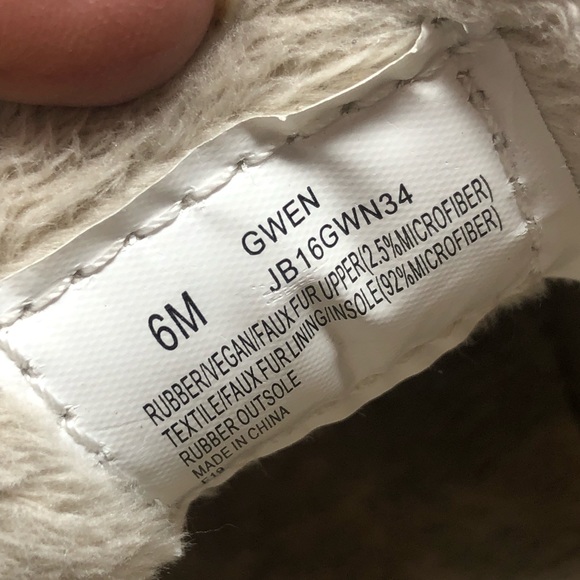 GWEN
6M JB16GWN34
RUBBER/VEGAN/FAUX FUR UPPER(2.5%MICROFIBER)
TEXTILE/FAUX FUR LINING/INSOLE(92%MICROFIBER)
RUBBER OUTSOLE
MADE IN CHINA